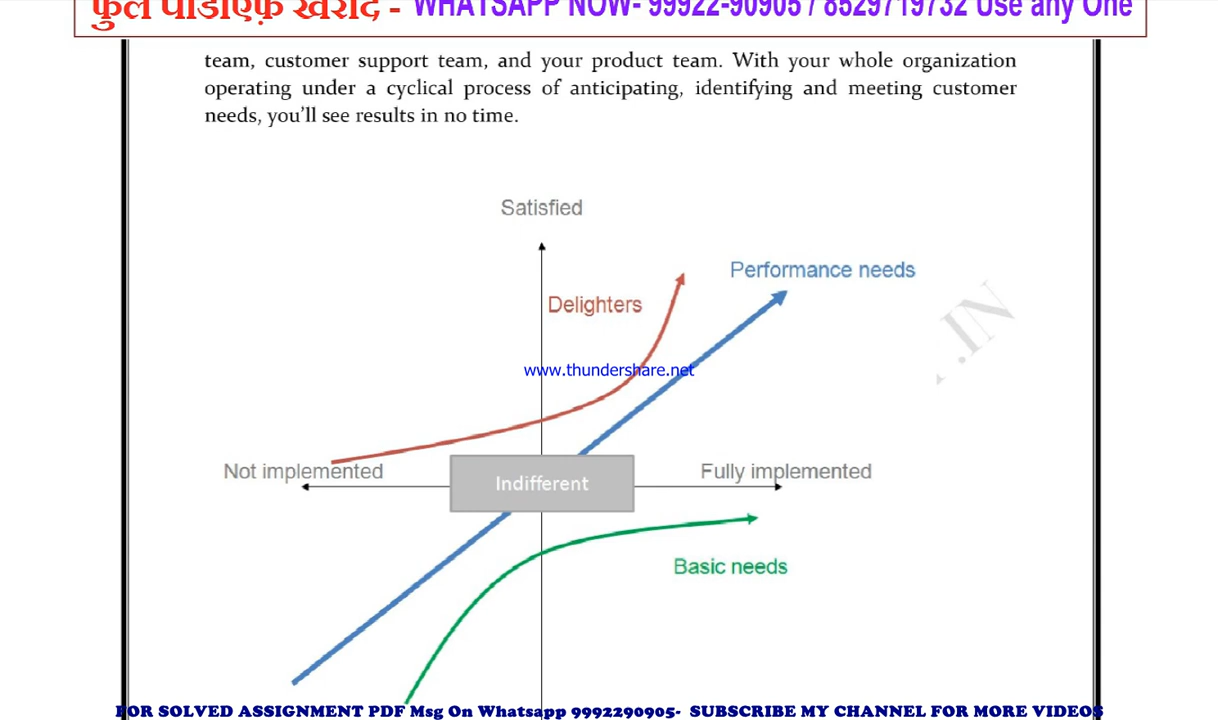 फुल पीडीएफ़ खरीद - WHATSAPP NOW- 99922-90905 / 8529719732 Use any One
team, customer support team, and your product team. With your whole organization
operating under a cyclical process of anticipating, identifying and meeting customer
needs, you'll see results in no time.
Satisfied
Performance needs
Delighters
.IN
www.thundershare.net
Not implemented
Fully implemented
Indifferent
Basic needs
FOR SOLVED ASSIGNMENT PDF Msg On Whatsapp 9992290905- SUBSCRIBE MY CHANNEL FOR MORE VIDEOS